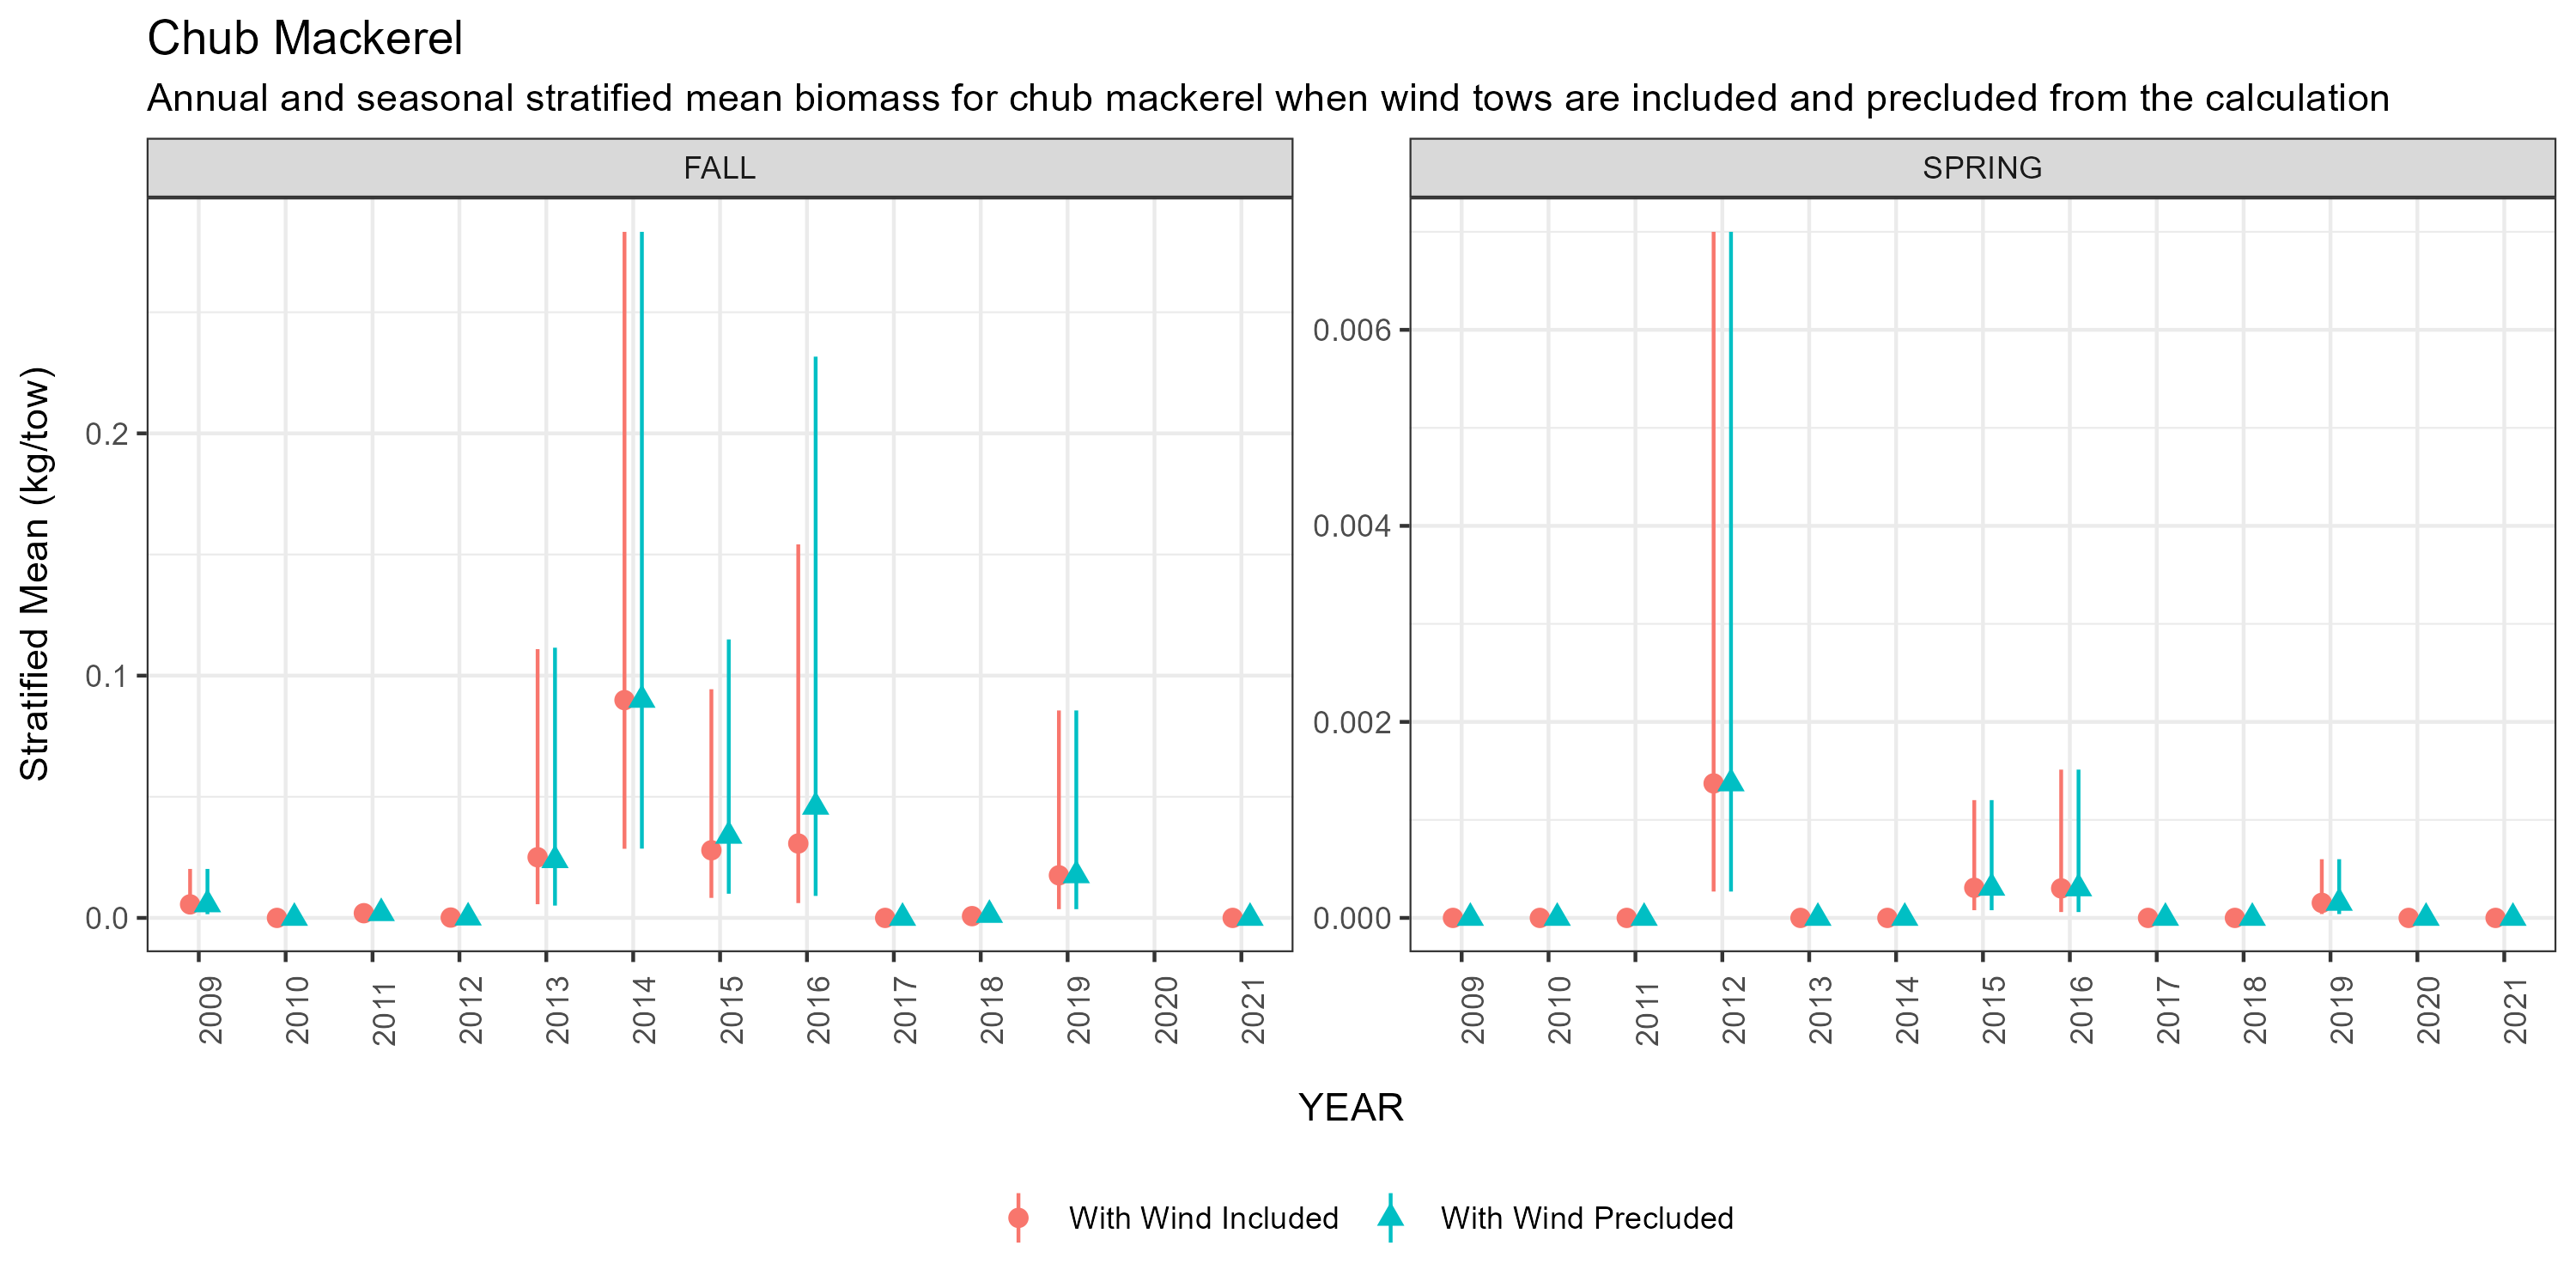 Chub Mackerel
Annual and seasonal stratified mean biomass for chub mackerel when wind tows are included and precluded from the calculation
FALL
SPRING
Stratified Mean (kg/tow)
0.2
0.1
0.0
0.006
0.004
0.002
0.000
2009 2010 2011 2012 2013 2014 2015 2016 2017 2018 2019 2020 2021
2009 2010 2011 2012 2013 2014 2015 2016 2017 2018 2019 2020 2021
YEAR
With Wind Included With Wind Precluded